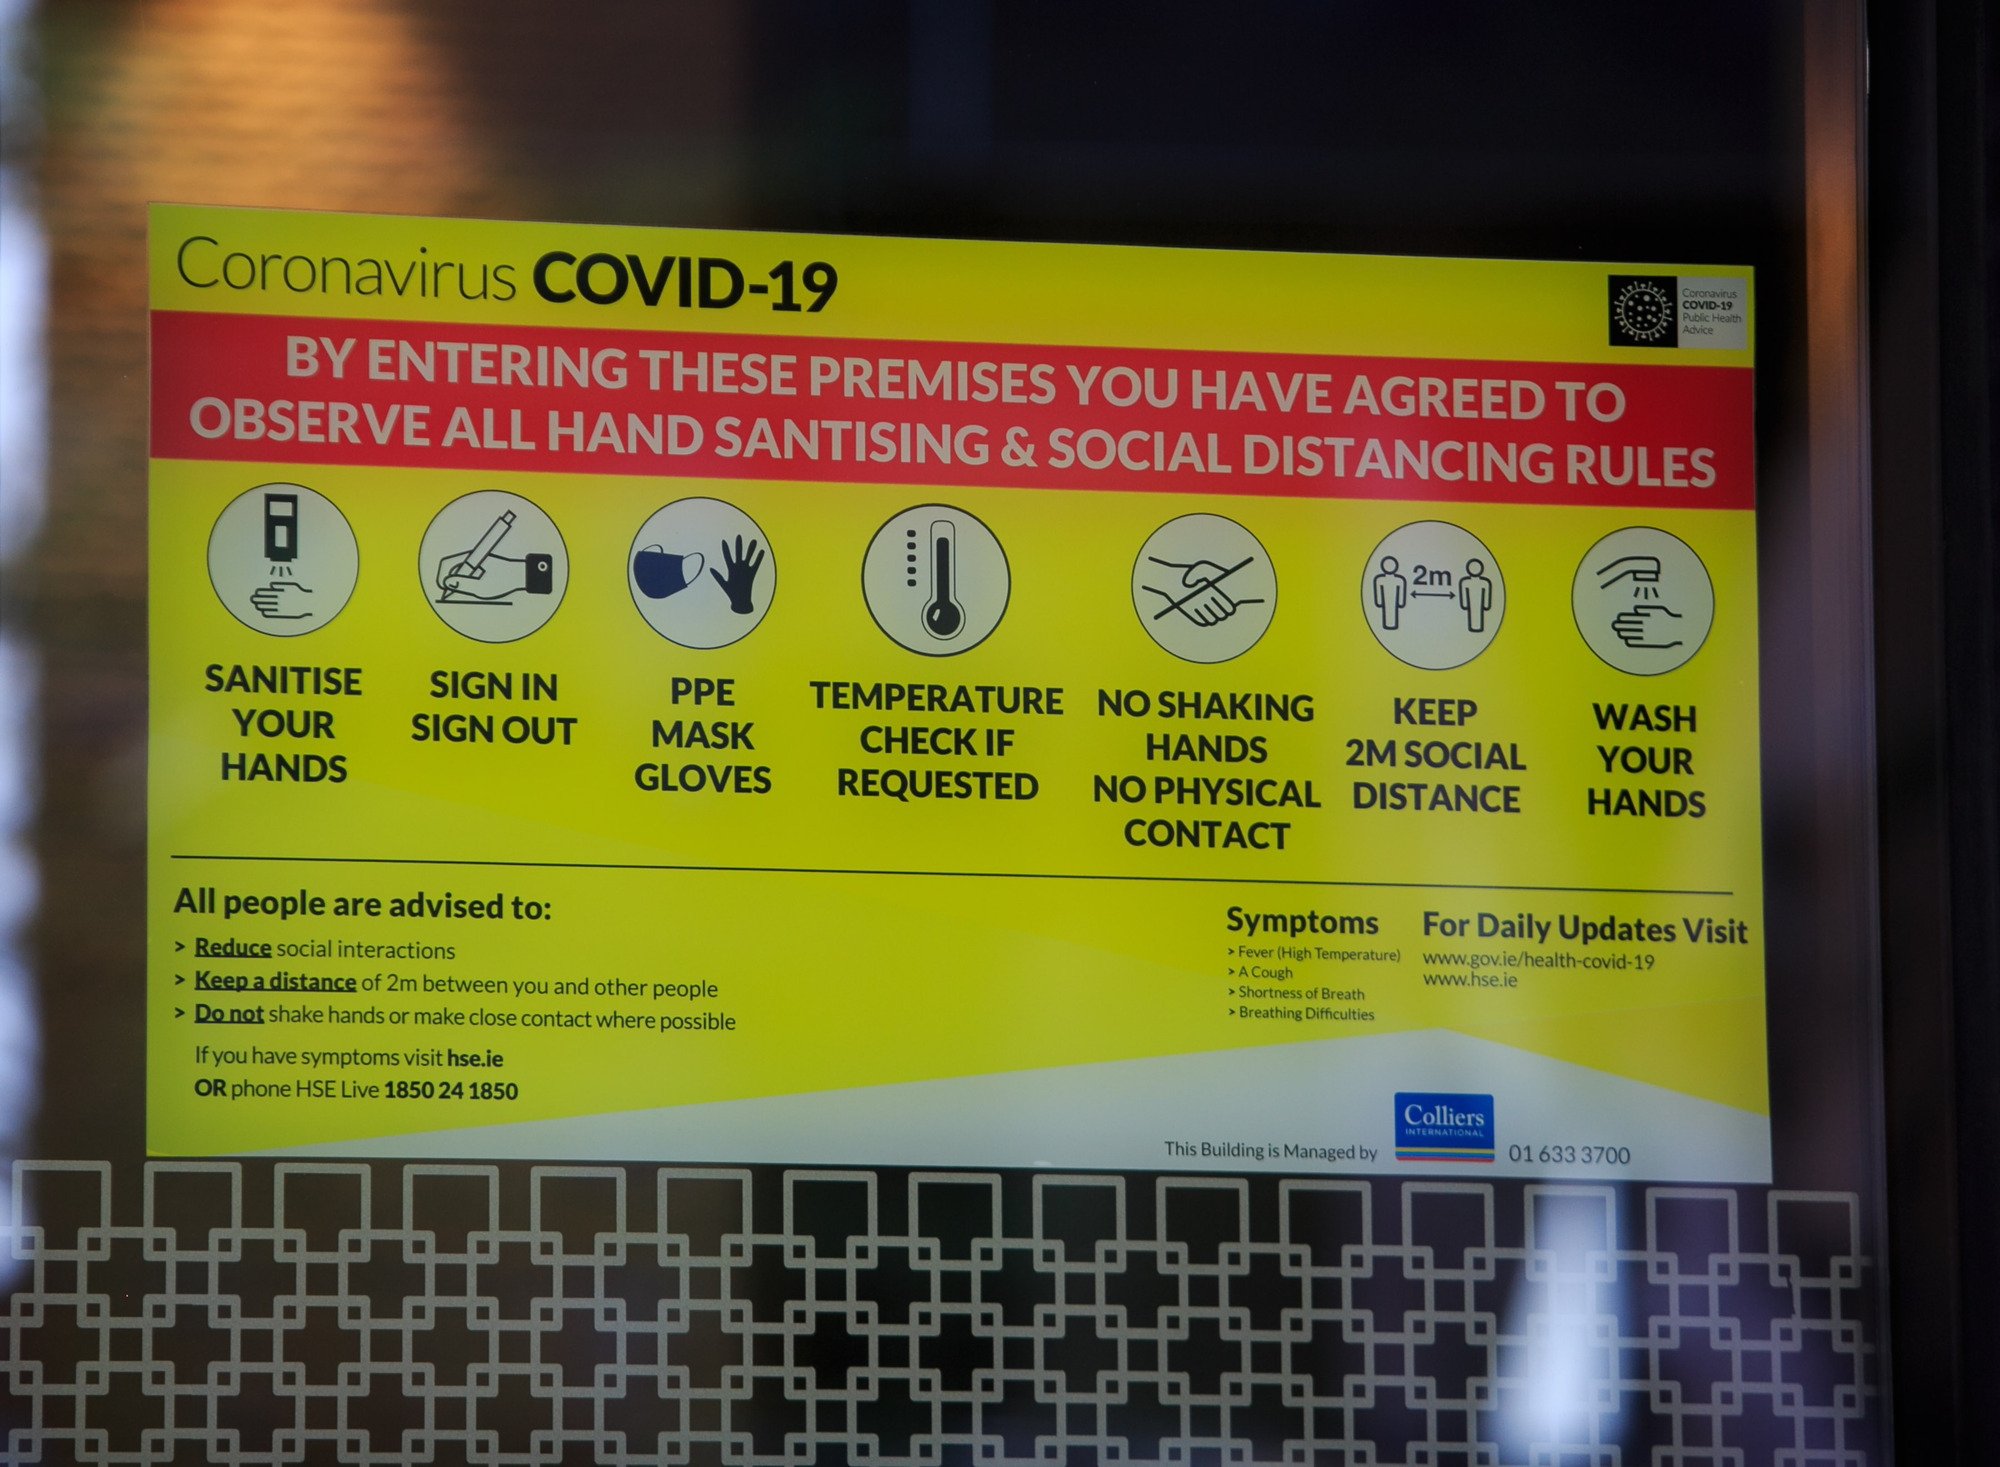 Coronavirus COVID-19
Coronavirus
COVID-19
Public Health
Advice
BY ENTERING THESE PREMISES YOU HAVE AGREED TO
OBSERVE ALL HAND SANTISING & SOCIAL DISTANCING RULES
2m
SANITISE
YOUR
HANDS
SIGN IN
SIGN OUT
PPE
MASK
GLOVES
TEMPERATURE
CHECK IF
REQUESTED
NO SHAKING
HANDS
NO PHYSICAL
CONTACT
KEEP
2M SOCIAL
DISTANCE
WASH
YOUR
HANDS
All people are advised to:
> Reduce social interactions
> Keep a distance of 2m between you and other people
> Do not shake hands or make close contact where possible
If you have symptoms visit hse.ie
OR phone HSE Live 1850 24 1850
Symptoms
> Fever (High Temperature)
> A Cough
> Shortness of Breath
> Breathing Difficulties
For Daily Updates Visit
www.gov.ie/health-covid-19
www.hse.ie
This Building is Managed by
Colliers
INTERNATIONAL
01 633 3700